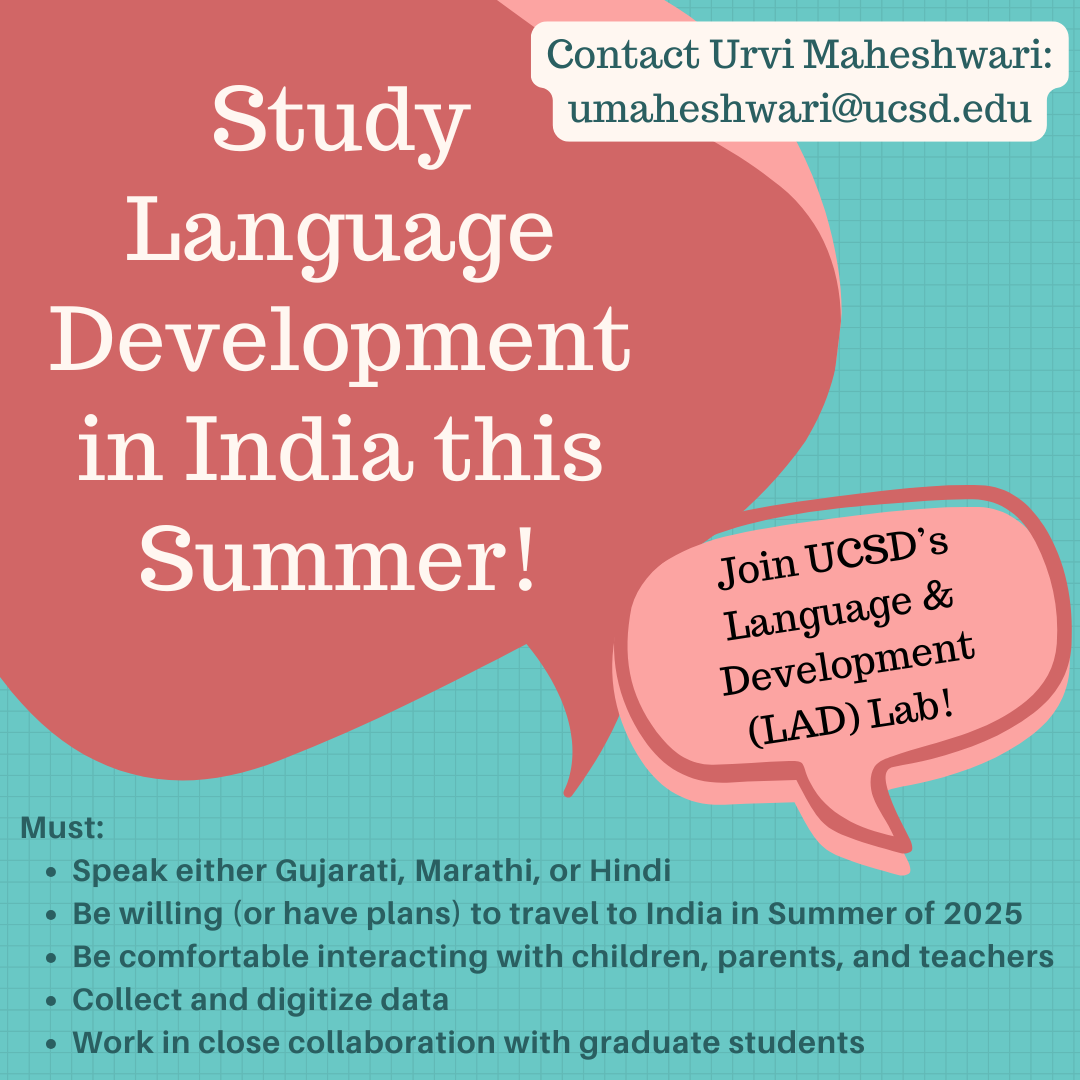 Contact Urvi Maheshwari:
umaheshwari@ucsd.edu
Study
Language
Development
in India this
Summer!
Join UCSD’s
Language &
Development
(LAD) Lab!
Must:
• Speak either Gujarati, Marathi, or Hindi
• Be willing (or have plans) to travel to India in Summer of 2025
• Be comfortable interacting with children, parents, and teachers
• Collect and digitize data
• Work in close collaboration with graduate students